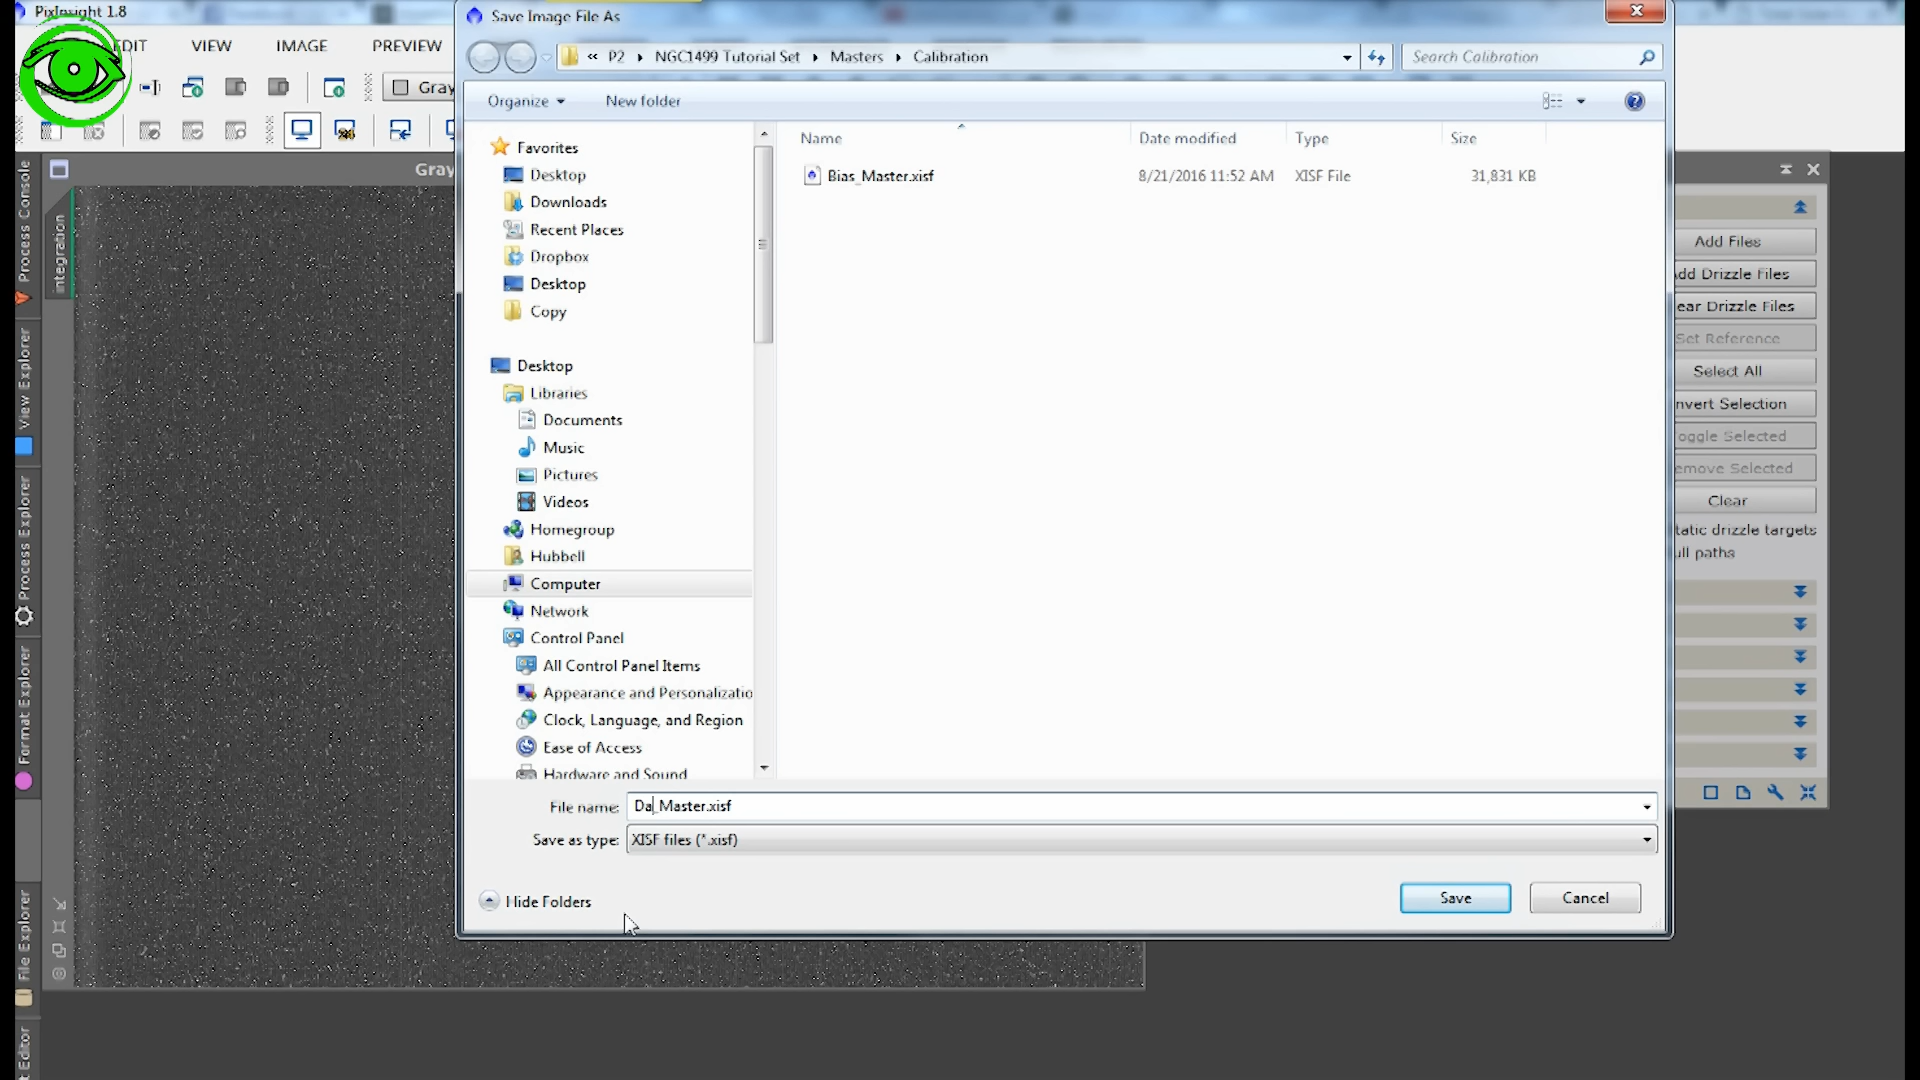 PixInsight 1.8
EDIT VIEW IMAGE PREVIEW
Gray
Gray
Process Console
View Explorer
Process Explorer
Format Explorer
File Explorer
Editor
integration
Save Image File As
« P2 NGC1499 Tutorial Set Masters Calibration
Search Calibration
Organize New folder
Favorites
Desktop
Downloads
Recent Places
Dropbox
Desktop
Copy
Desktop
Libraries
Documents
Music
Pictures
Videos
Homegroup
Hubbell
Computer
Network
Control Panel
All Control Panel Items
Appearance and Personalizatio
Clock, Language, and Region
Ease of Access
Hardware and Sound
Name Date modified Type Size
Bias_Master.xisf 8/21/2016 11:52 AM XISF File 31,831 KB
File name: Da_Master.xisf
Save as type: XISF files (*.xisf)
Hide Folders
Save Cancel
Add Files
dd Drizzle Files
ear Drizzle Files
Set Reference
Select All
nvert Selection
oggle Selected
emove Selected
Clear
tatic drizzle targets
ull paths